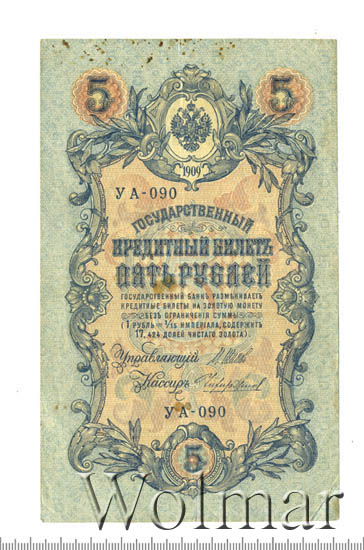 5 5
1909
УА-090
ГОСУДАРСТВЕННЫЙ
КРЕДИТНЫЙ БИЛЕТЪ
ПЯТЬ РУБЛЕЙ
ГОСУДАРСТВЕННЫЙ БАНКЪ РАЗМѢНИВАЕТЪ
КРЕДИТНЫЕ БИЛЕТЫ НА ЗОЛОТУЮ МОНЕТУ
БЕЗЪ ОГРАНИЧЕНІЯ СУММЫ
(1 РУБЛЬ = 1/15 ИМПЕРІАЛА, СОДЕРЖИТЪ
17,424 ДОЛЕЙ ЧИСТАГО ЗОЛОТА).
Управляющій
Кассиръ
УА-090
5
Wolmar